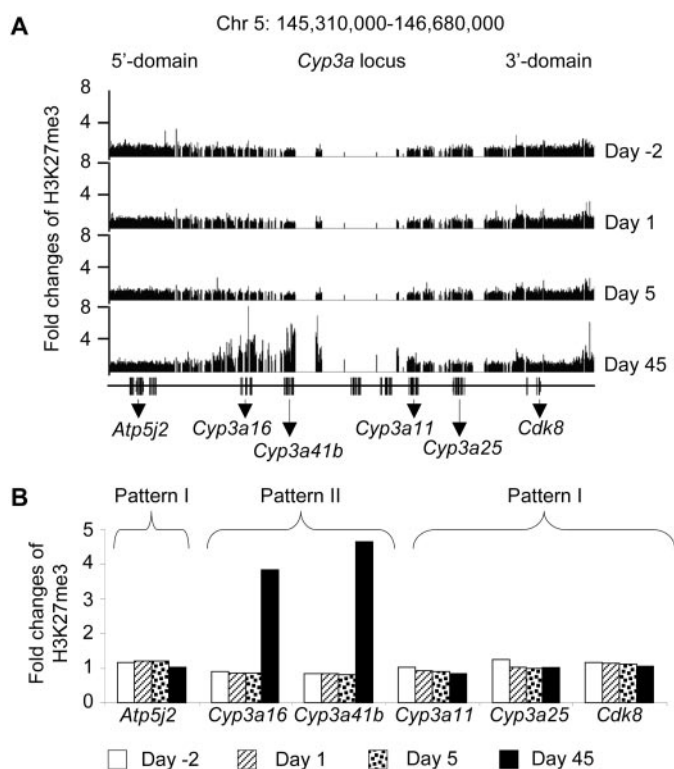 A
Chr 5: 145,310,000-146,680,000
5'-domain Cyp3a locus 3'-domain
Fold changes of H3K27me3
8
4
Day -2
8
4
Day 1
8
4
Day 5
8
4
Day 45
Atp5j2 Cyp3a16 Cyp3a11 Cdk8
Cyp3a41b Cyp3a25
B
Pattern I Pattern II Pattern I
Fold changes of
H3K27me3
5
4
3
2
1
0
Atp5j2 Cyp3a16 Cyp3a41b Cyp3a11 Cyp3a25 Cdk8
Day -2 Day 1 Day 5 Day 45